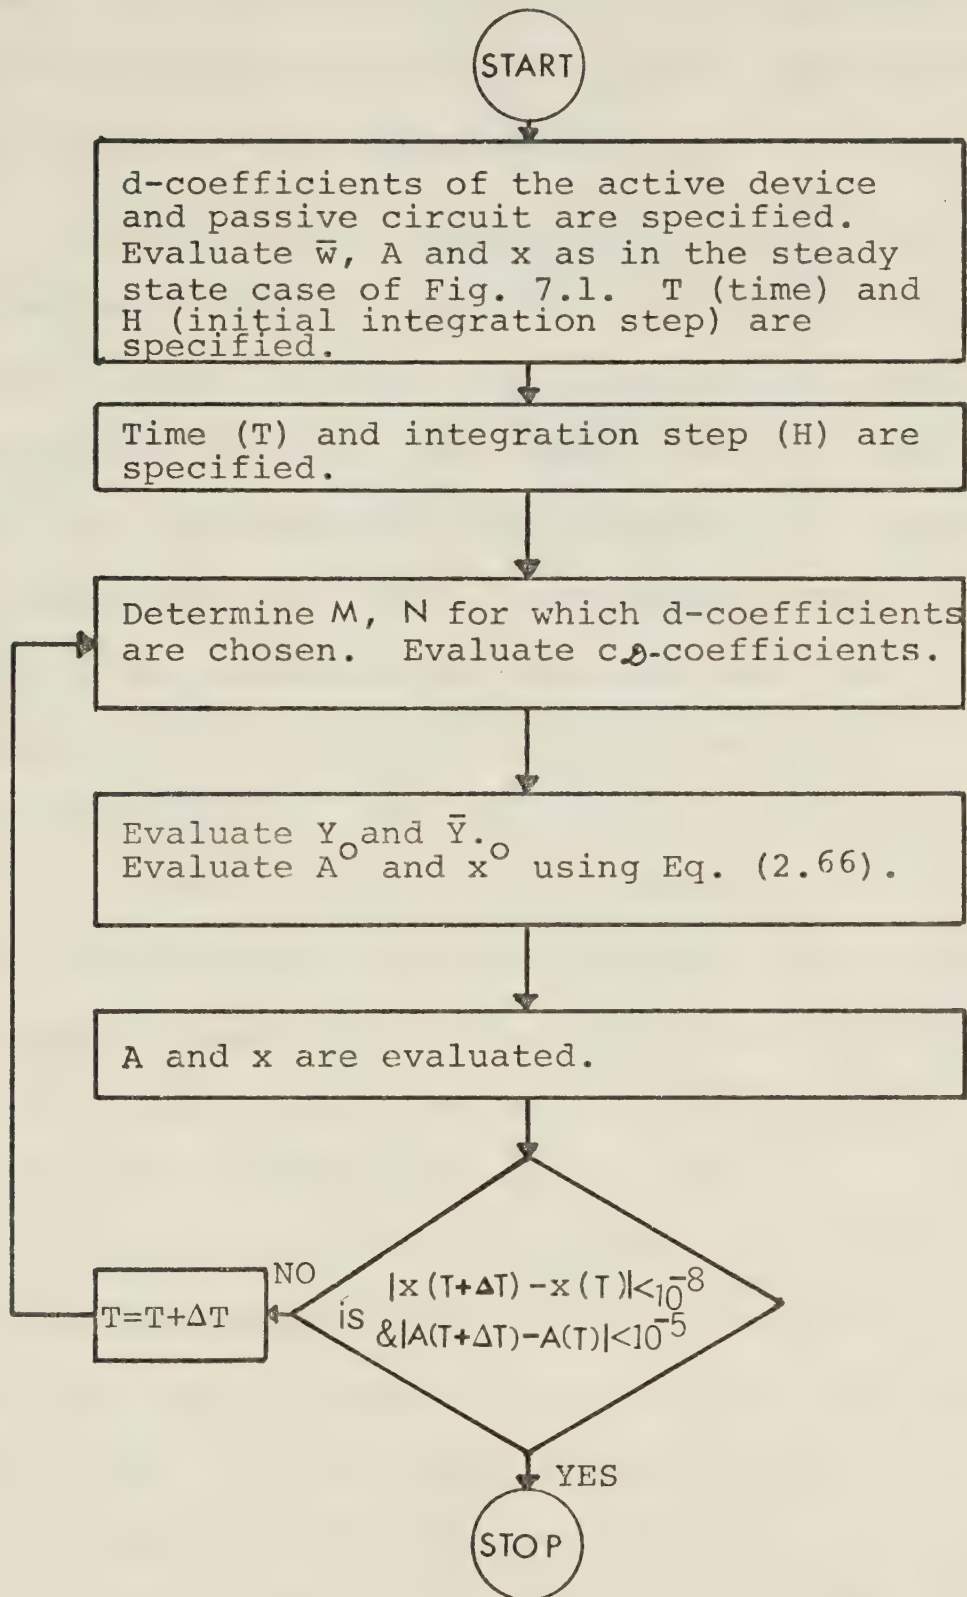 START
d-coefficients of the active device
and passive circuit are specified.
Evaluate w̄, A and x as in the steady
state case of Fig. 7.1. T (time) and
H (initial integration step) are
specified.
Time (T) and integration step (H) are
specified.
Determine M, N for which d-coefficients
are chosen. Evaluate c-coefficients.
Evaluate Y₀ and Ȳ.₀
Evaluate A° and x° using Eq. (2.66).
A and x are evaluated.
|x(T+ΔT)-x(T)|<10⁻⁸
is &|A(T+ΔT)-A(T)|<10⁻⁵
NO
T=T+ΔT
YES
STOP